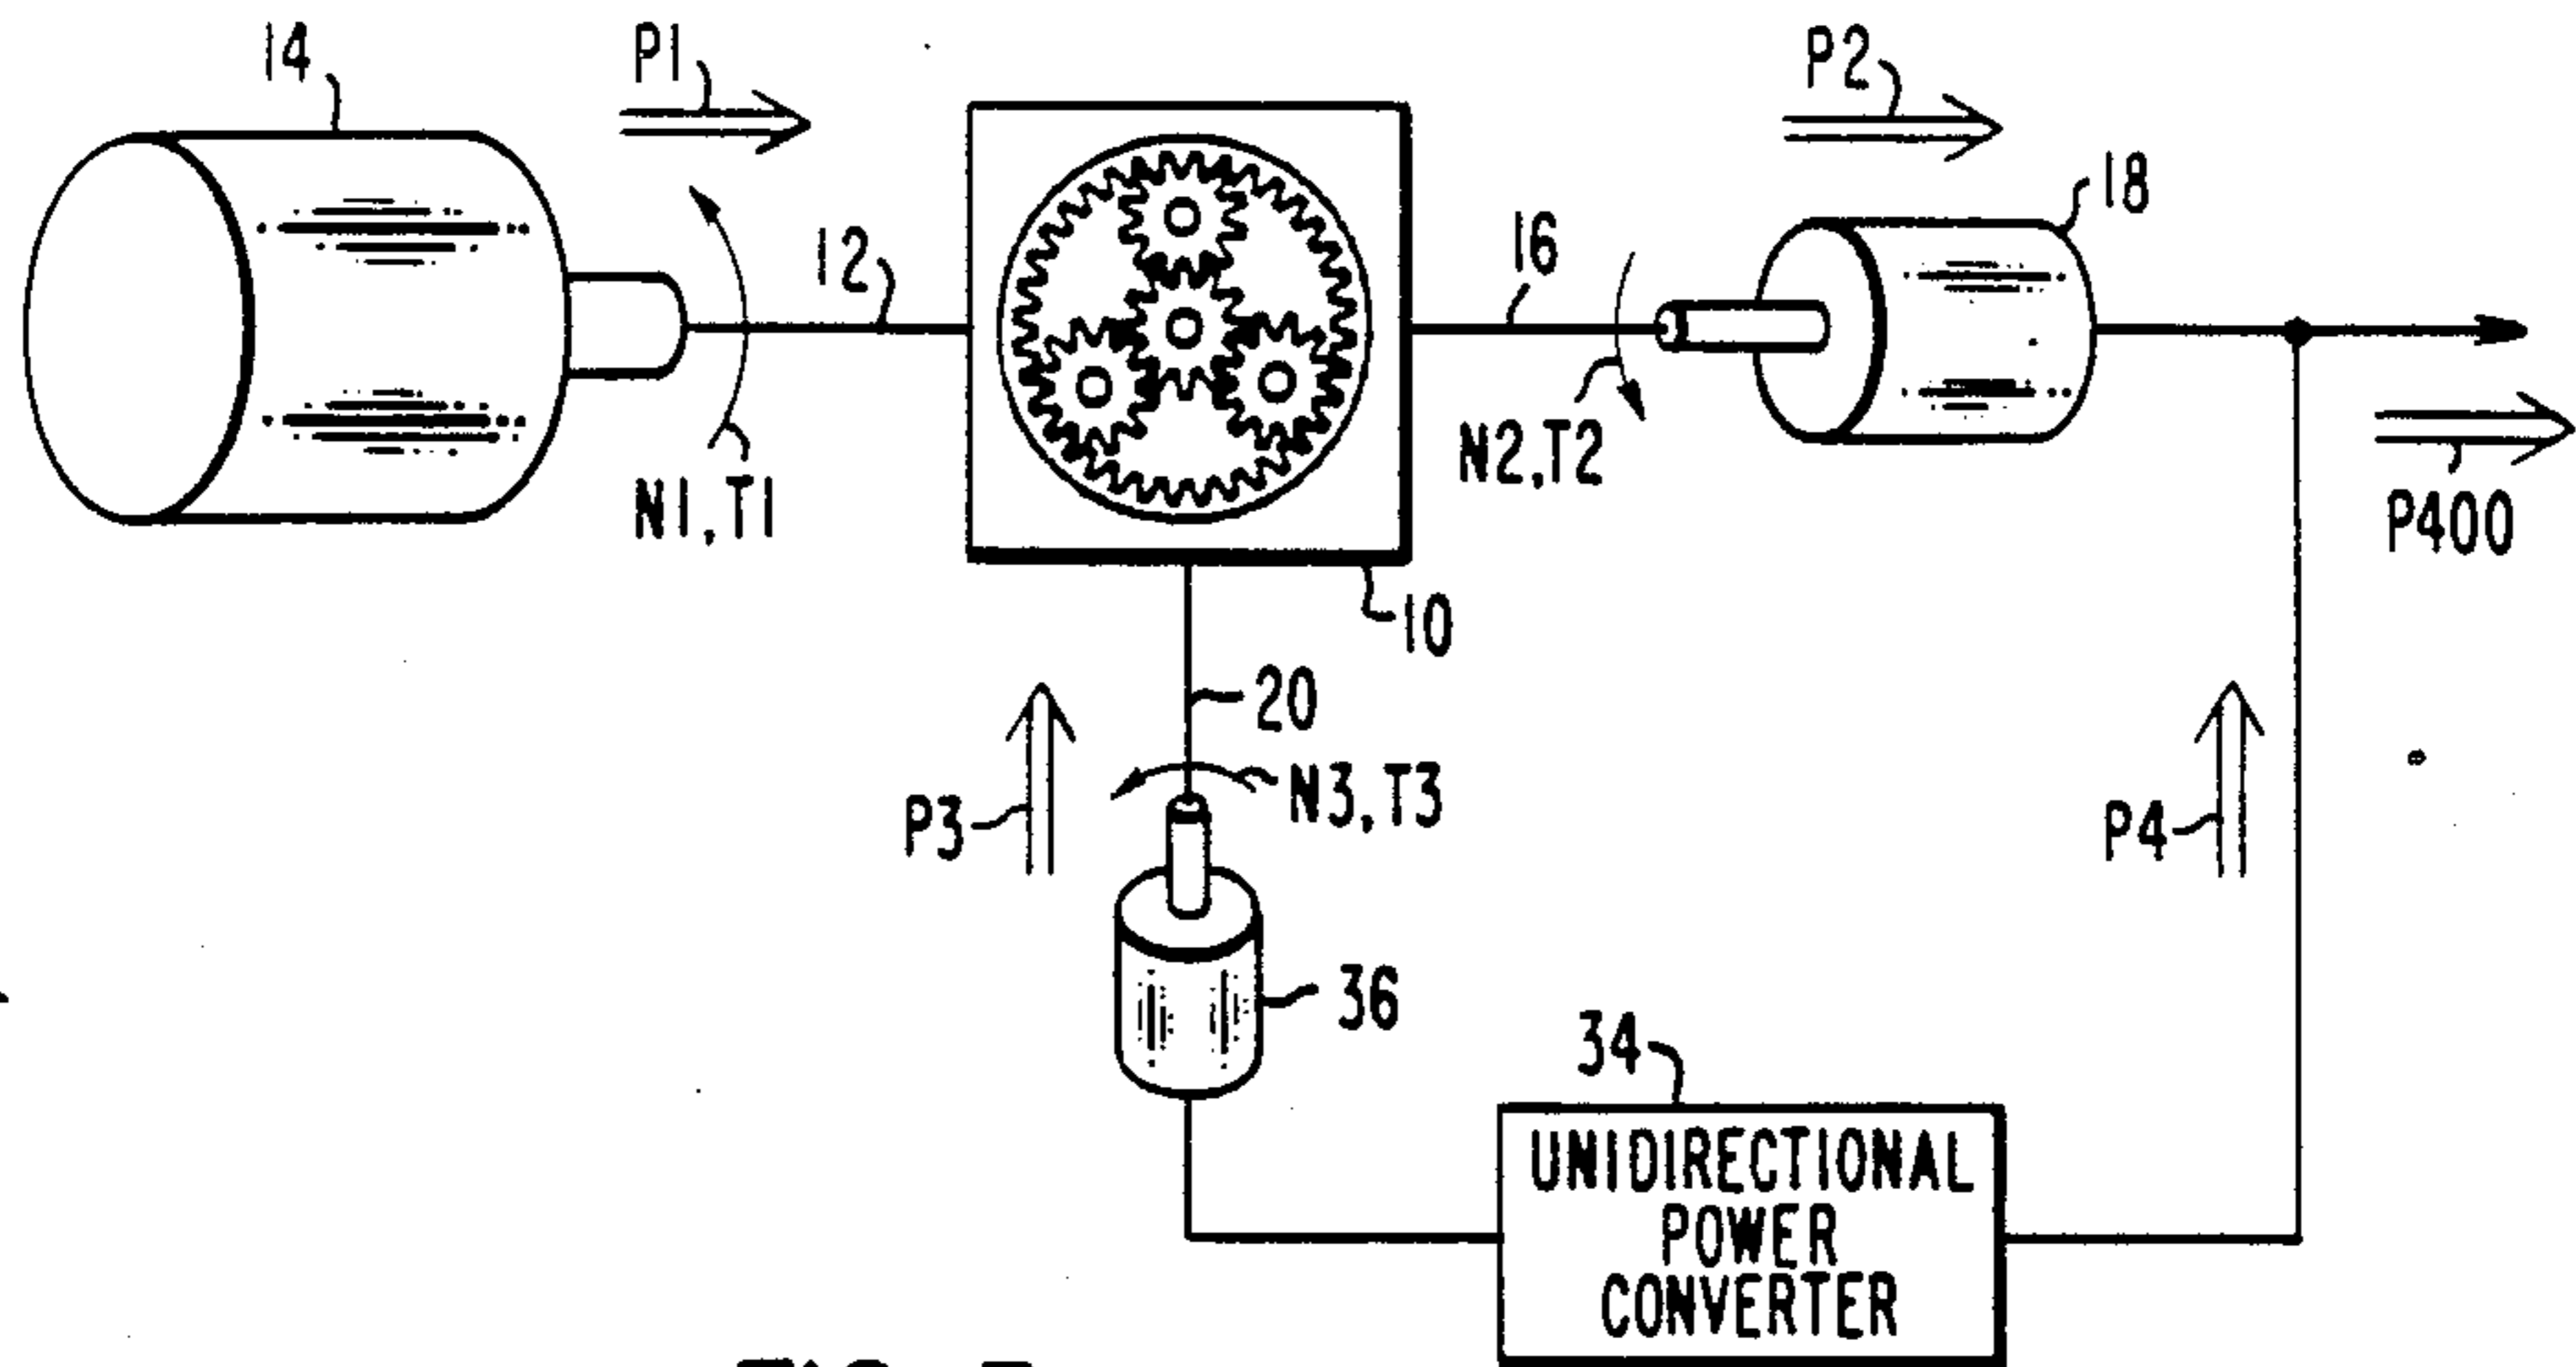 14
P1
P2
18
12
16
N1,T1
N2,T2
P400
10
20
N3,T3
P3
P4
36
34
UNIDIRECTIONAL
POWER
CONVERTER